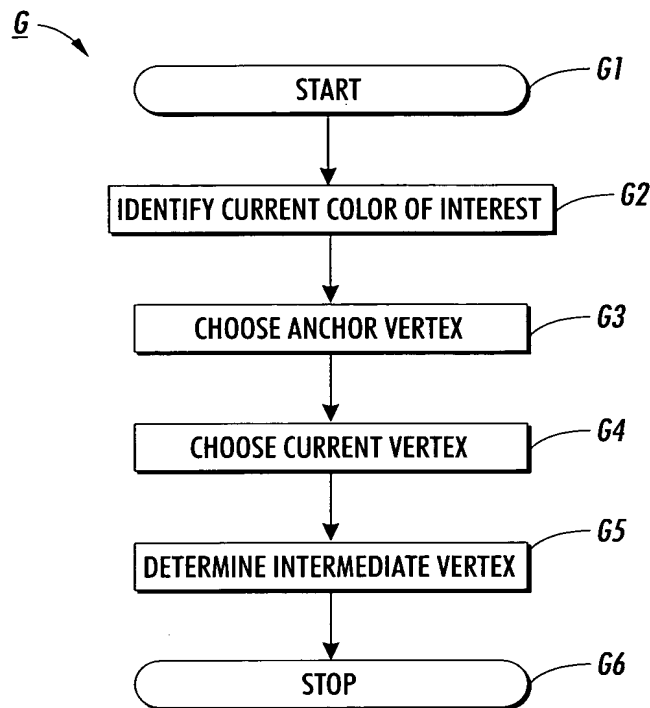 G
START
G1
IDENTIFY CURRENT COLOR OF INTEREST
G2
CHOOSE ANCHOR VERTEX
G3
CHOOSE CURRENT VERTEX
G4
DETERMINE INTERMEDIATE VERTEX
G5
STOP
G6